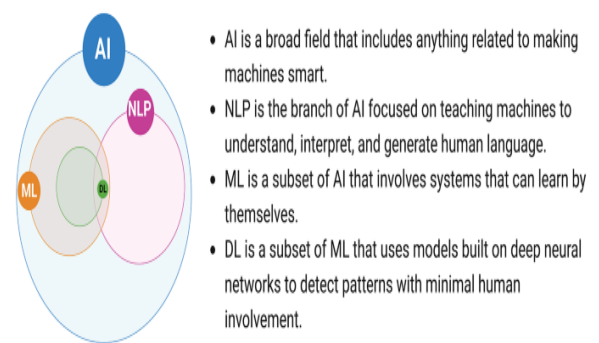 AI
NLP
ML
DL
• AI is a broad field that includes anything related to making
machines smart.
• NLP is the branch of AI focused on teaching machines to
understand, interpret, and generate human language.
• ML is a subset of AI that involves systems that can learn by
themselves.
• DL is a subset of ML that uses models built on deep neural
networks to detect patterns with minimal human
involvement.